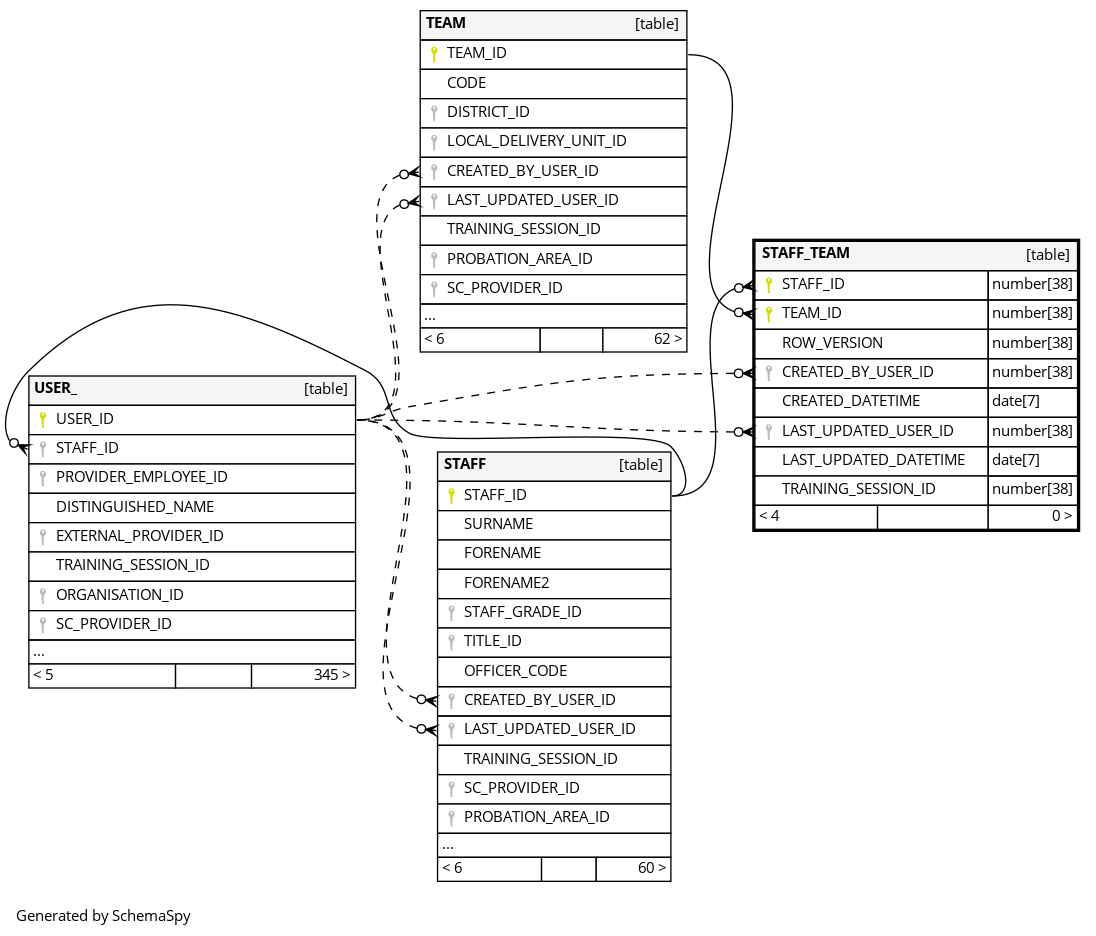 TEAM [table]
TEAM_ID
CODE
DISTRICT_ID
LOCAL_DELIVERY_UNIT_ID
CREATED_BY_USER_ID
LAST_UPDATED_USER_ID
TRAINING_SESSION_ID
PROBATION_AREA_ID
SC_PROVIDER_ID
...
< 6 62 >
STAFF_TEAM [table]
STAFF_ID number[38]
TEAM_ID number[38]
ROW_VERSION number[38]
CREATED_BY_USER_ID number[38]
CREATED_DATETIME date[7]
LAST_UPDATED_USER_ID number[38]
LAST_UPDATED_DATETIME date[7]
TRAINING_SESSION_ID number[38]
< 4 0 >
USER_ [table]
USER_ID
STAFF_ID
PROVIDER_EMPLOYEE_ID
DISTINGUISHED_NAME
EXTERNAL_PROVIDER_ID
TRAINING_SESSION_ID
ORGANISATION_ID
SC_PROVIDER_ID
...
< 5 345 >
STAFF [table]
STAFF_ID
SURNAME
FORENAME
FORENAME2
STAFF_GRADE_ID
TITLE_ID
OFFICER_CODE
CREATED_BY_USER_ID
LAST_UPDATED_USER_ID
TRAINING_SESSION_ID
SC_PROVIDER_ID
PROBATION_AREA_ID
...
< 6 60 >
Generated by SchemaSpy